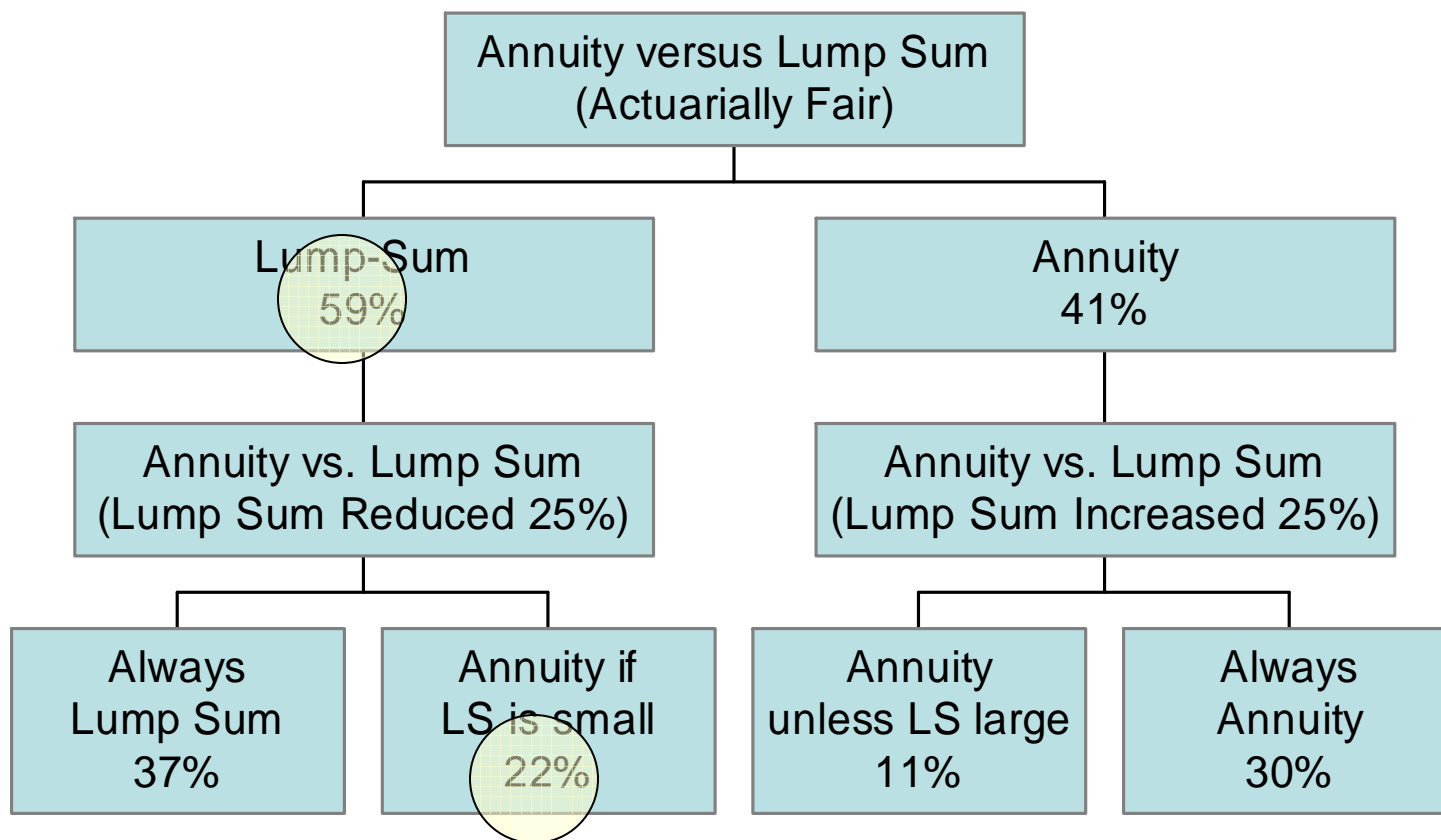 Annuity versus Lump Sum
(Actuarially Fair)
Lump-Sum
59%
Annuity
41%
Annuity vs. Lump Sum
(Lump Sum Reduced 25%)
Annuity vs. Lump Sum
(Lump Sum Increased 25%)
Always
Lump Sum
37%
Annuity if
LS is small
22%
Annuity
unless LS large
11%
Always
Annuity
30%